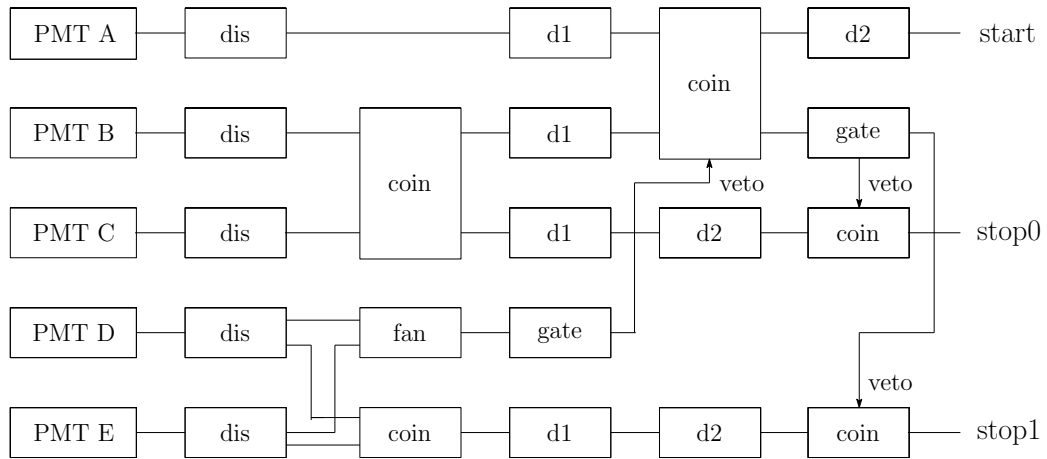 PMT A dis d1 d2 start
coin
PMT B dis d1 gate
coin veto veto
PMT C dis d1 d2 coin stop0
PMT D dis fan gate
veto
PMT E dis coin d1 d2 coin stop1